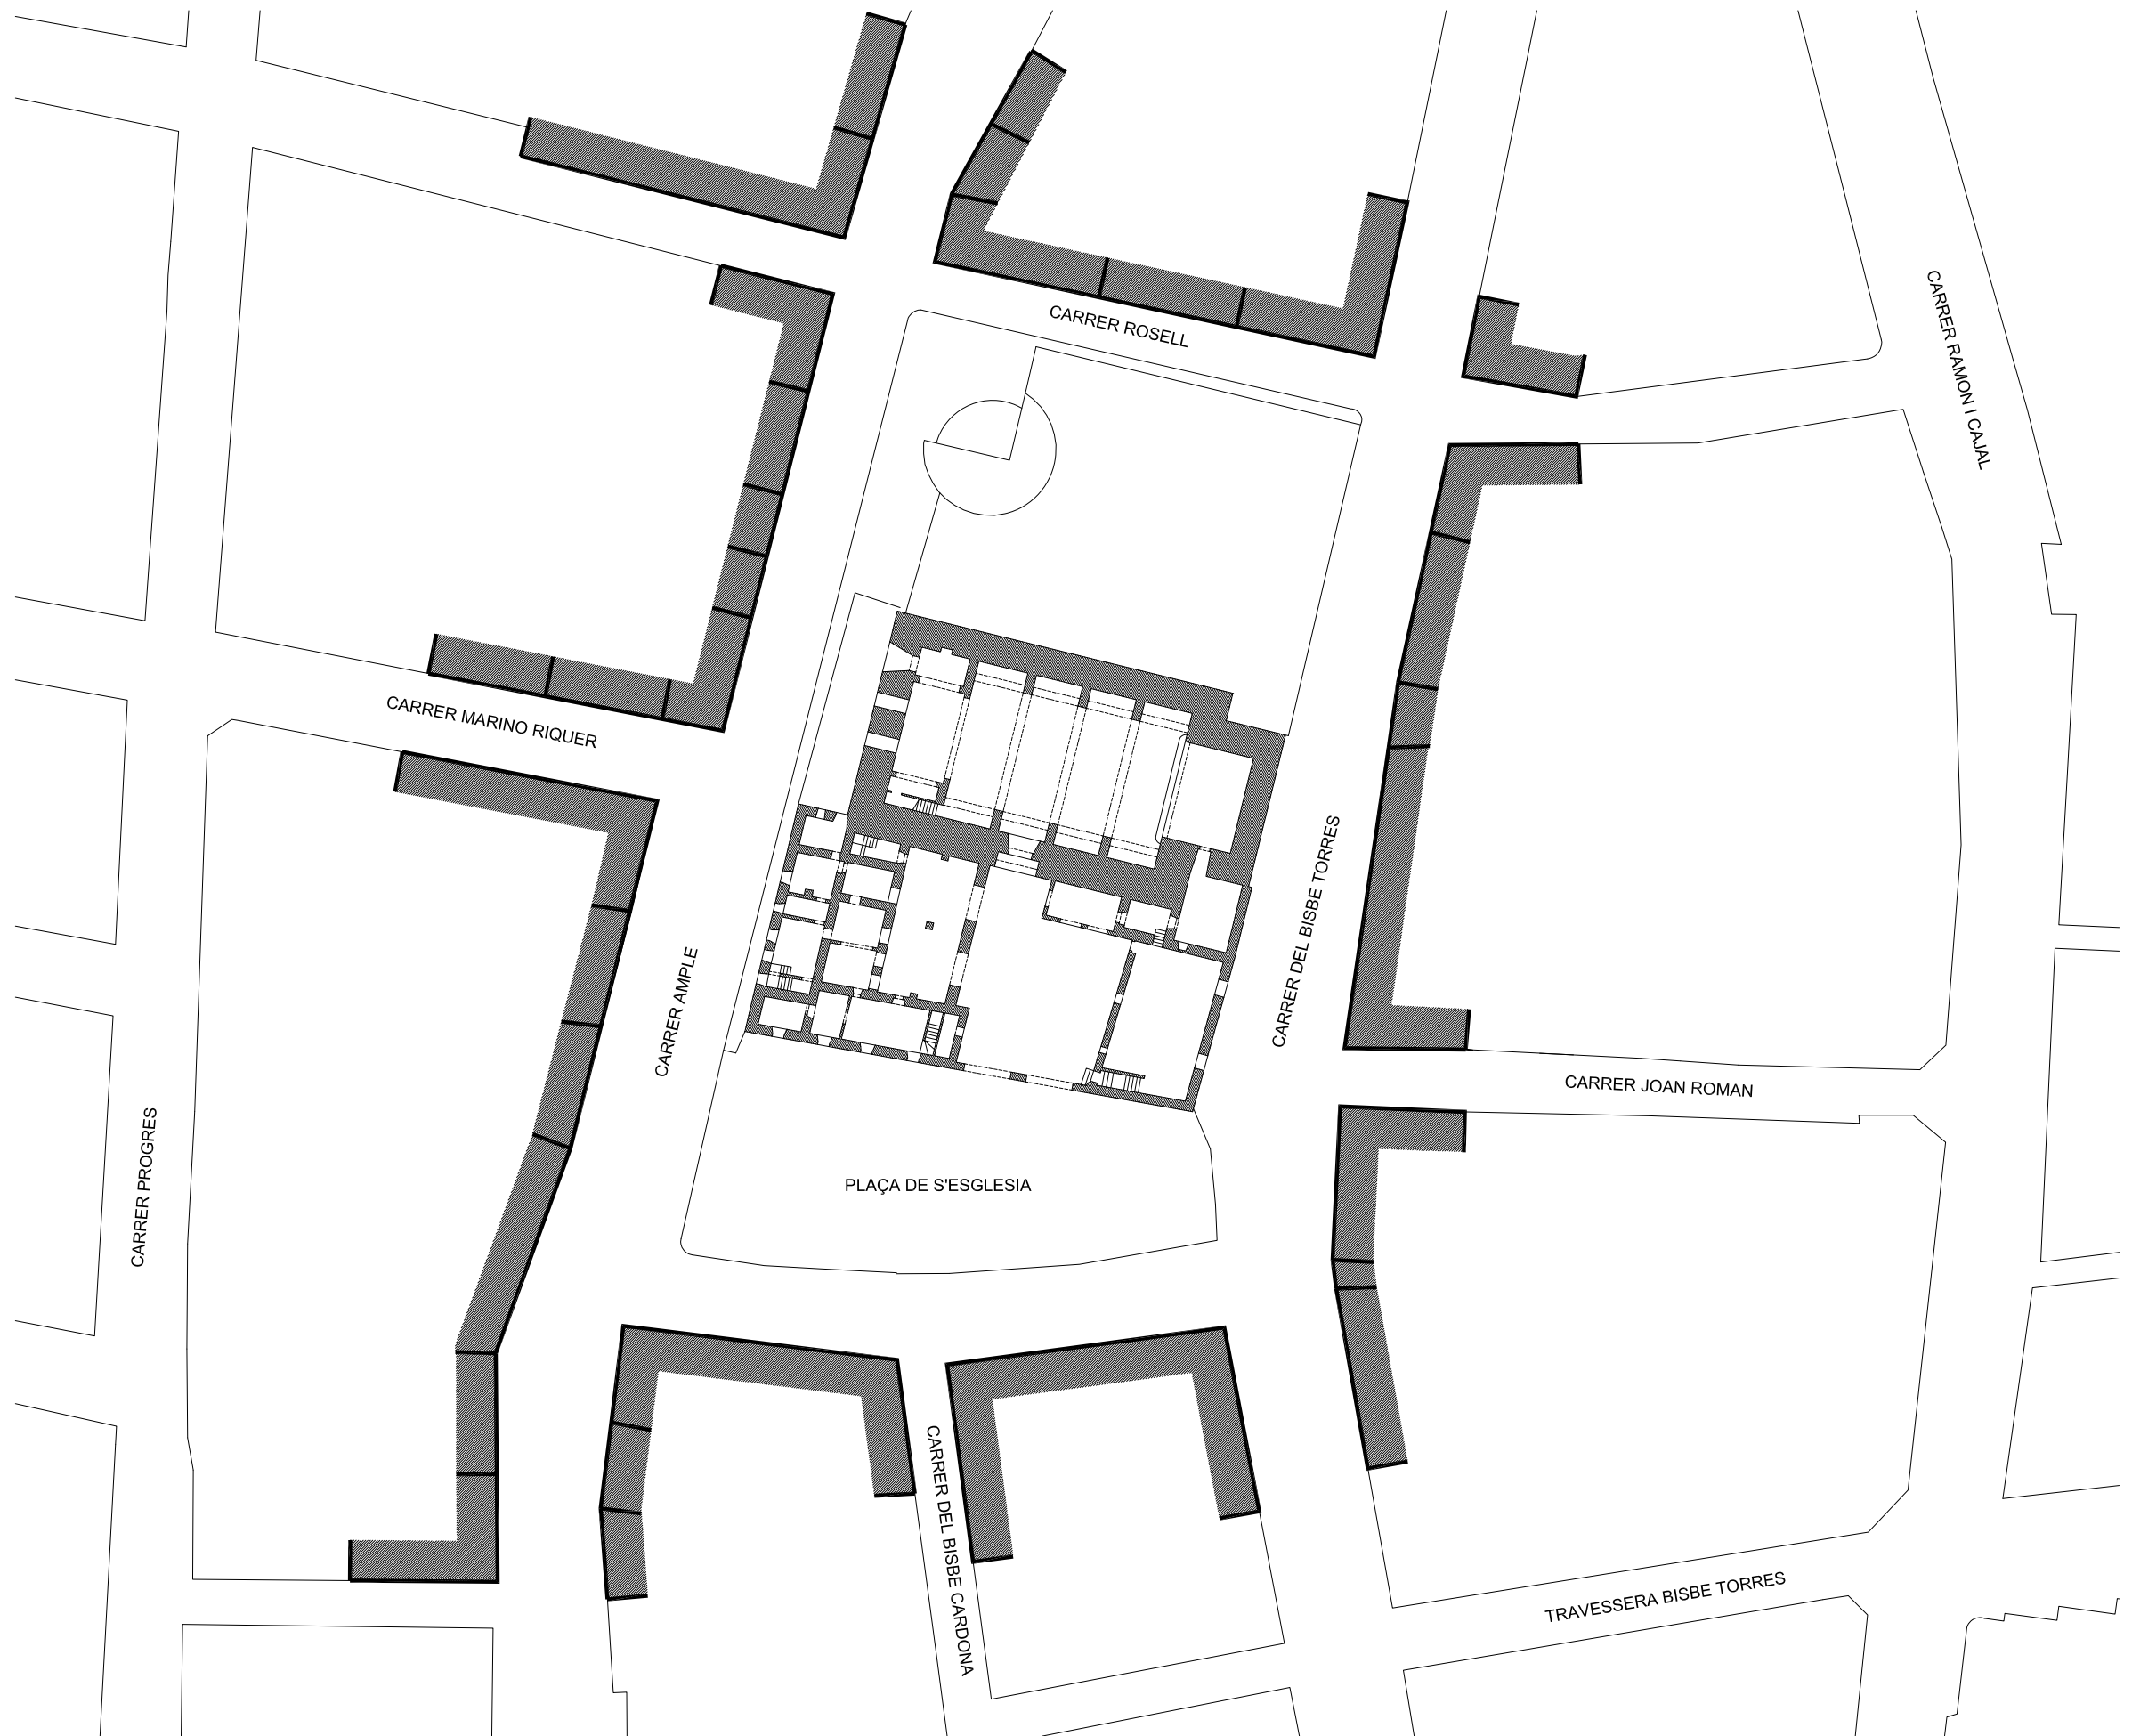 CARRER ROSELL
CARRER RAMON I CAJAL
CARRER MARINO RIQUER
CARRER DEL BISBE TORRES
CARRER AMPLE
CARRER JOAN ROMAN
CARRER PROGRES
PLAÇA DE S'ESGLESIA
CARRER DEL BISBE CARDONA
TRAVESSERA BISBE TORRES